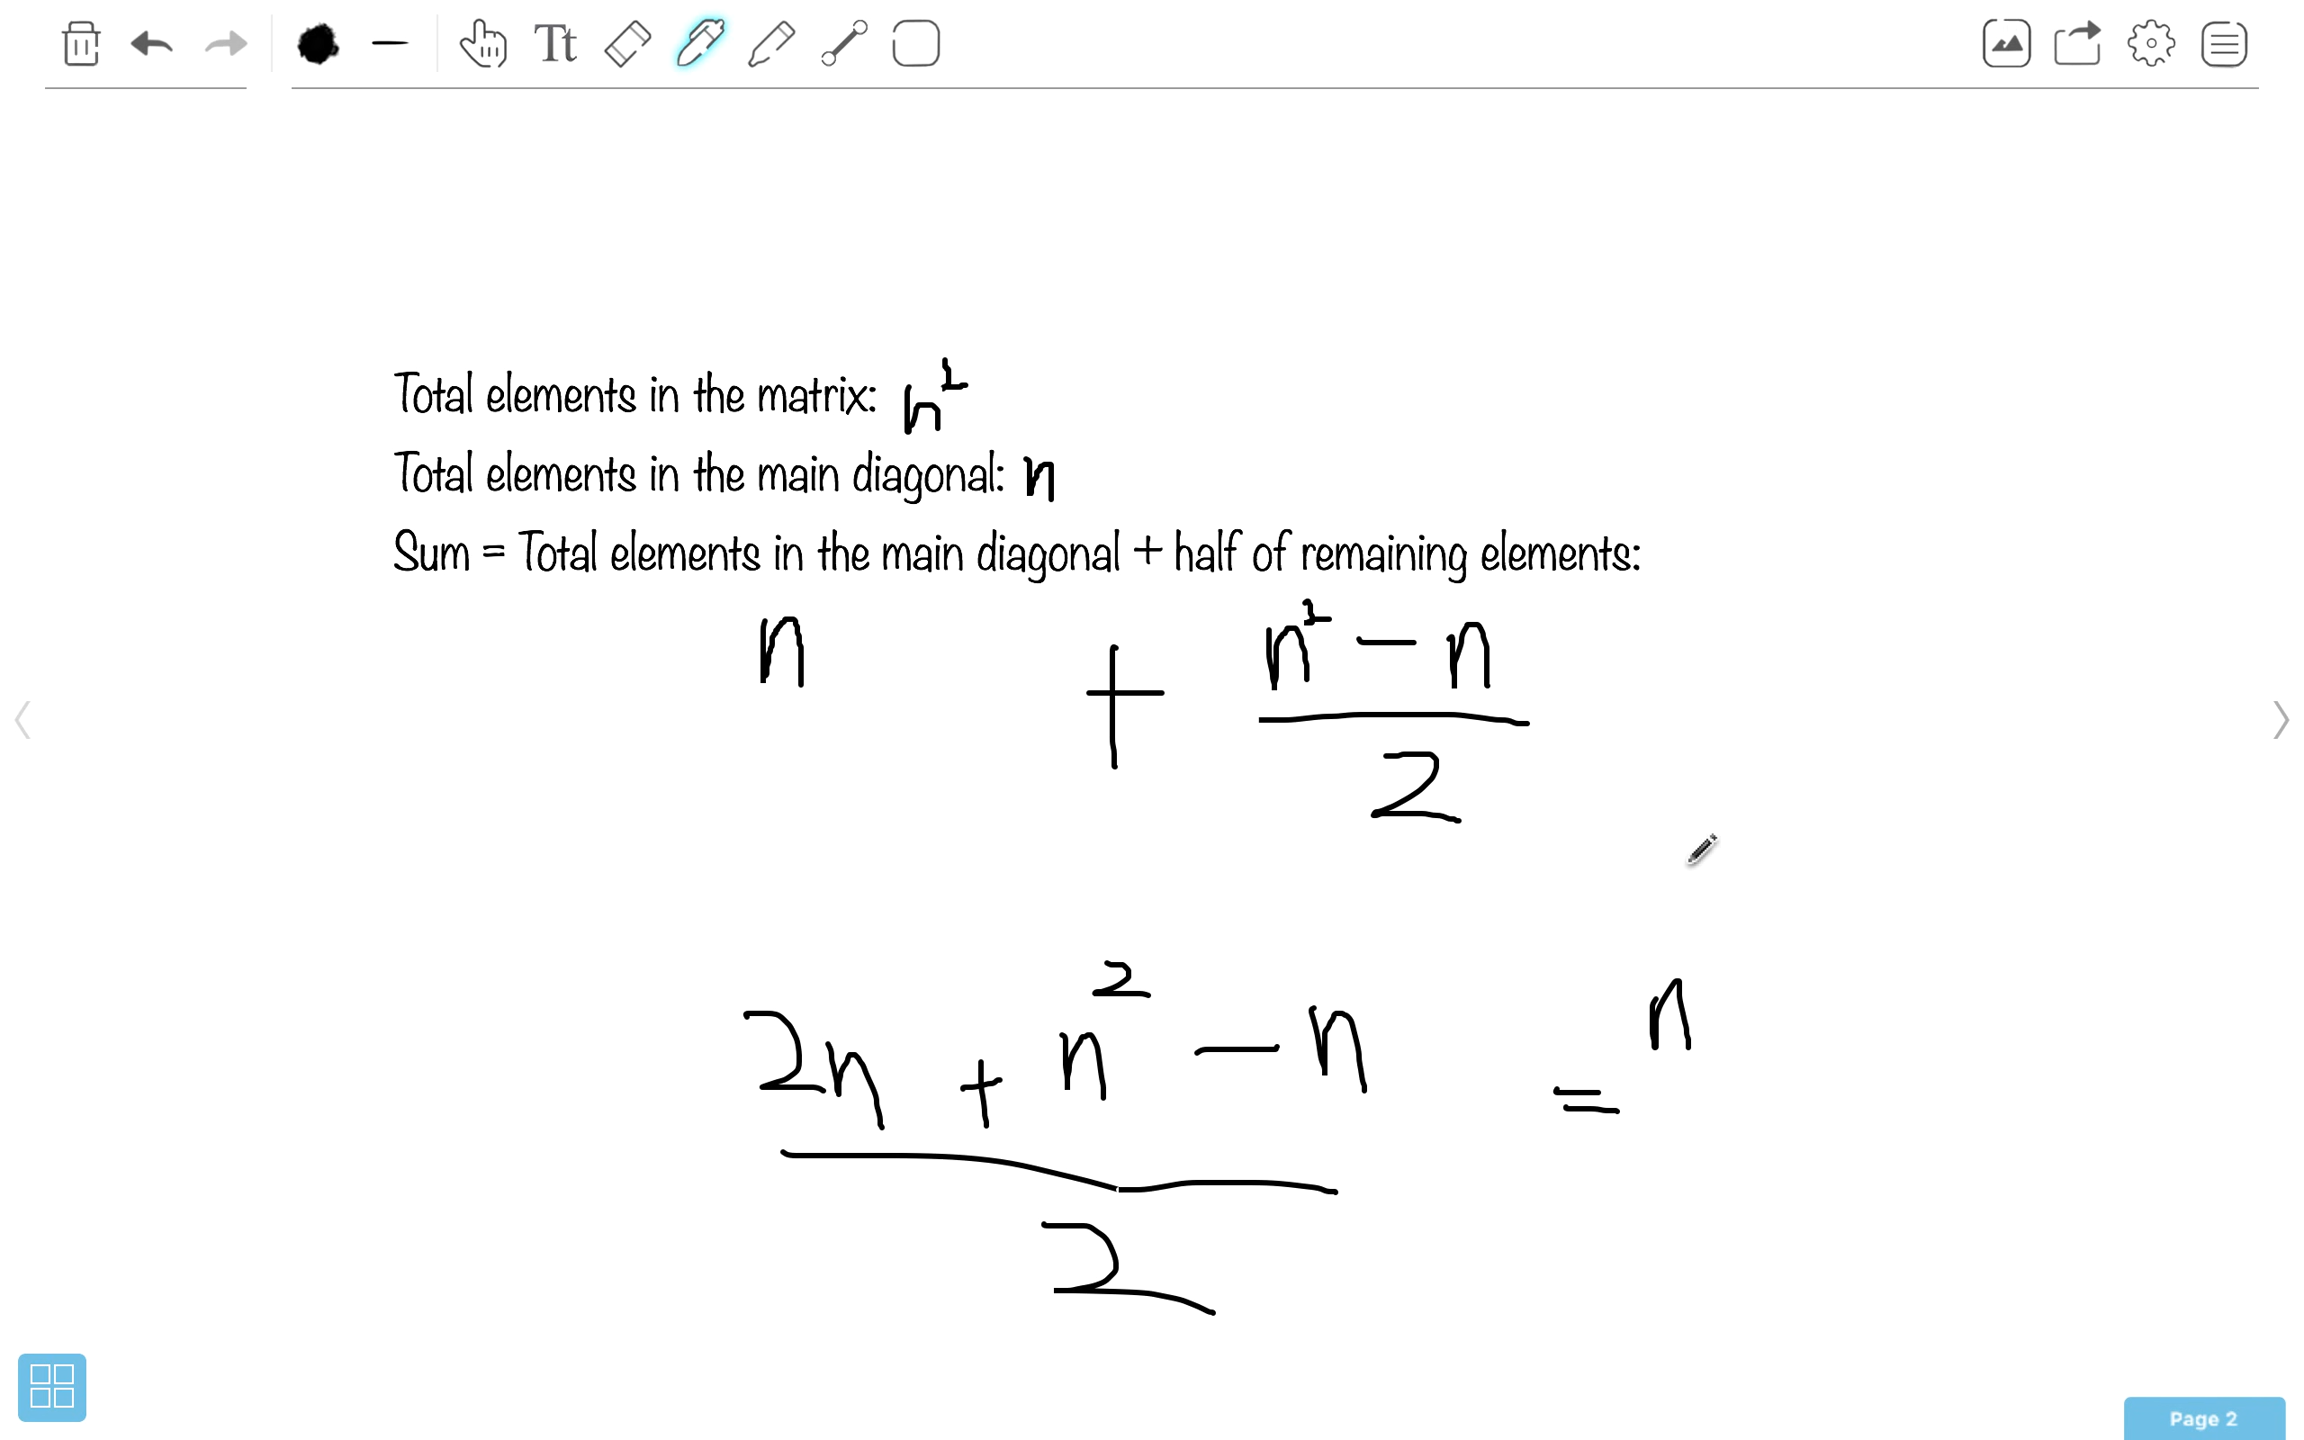 Tt
Total elements in the matrix: n²
Total elements in the main diagonal: n
Sum = Total elements in the main diagonal + half of remaining elements:
n + n² - n
2
2n + n² - n = n
2
Page 2